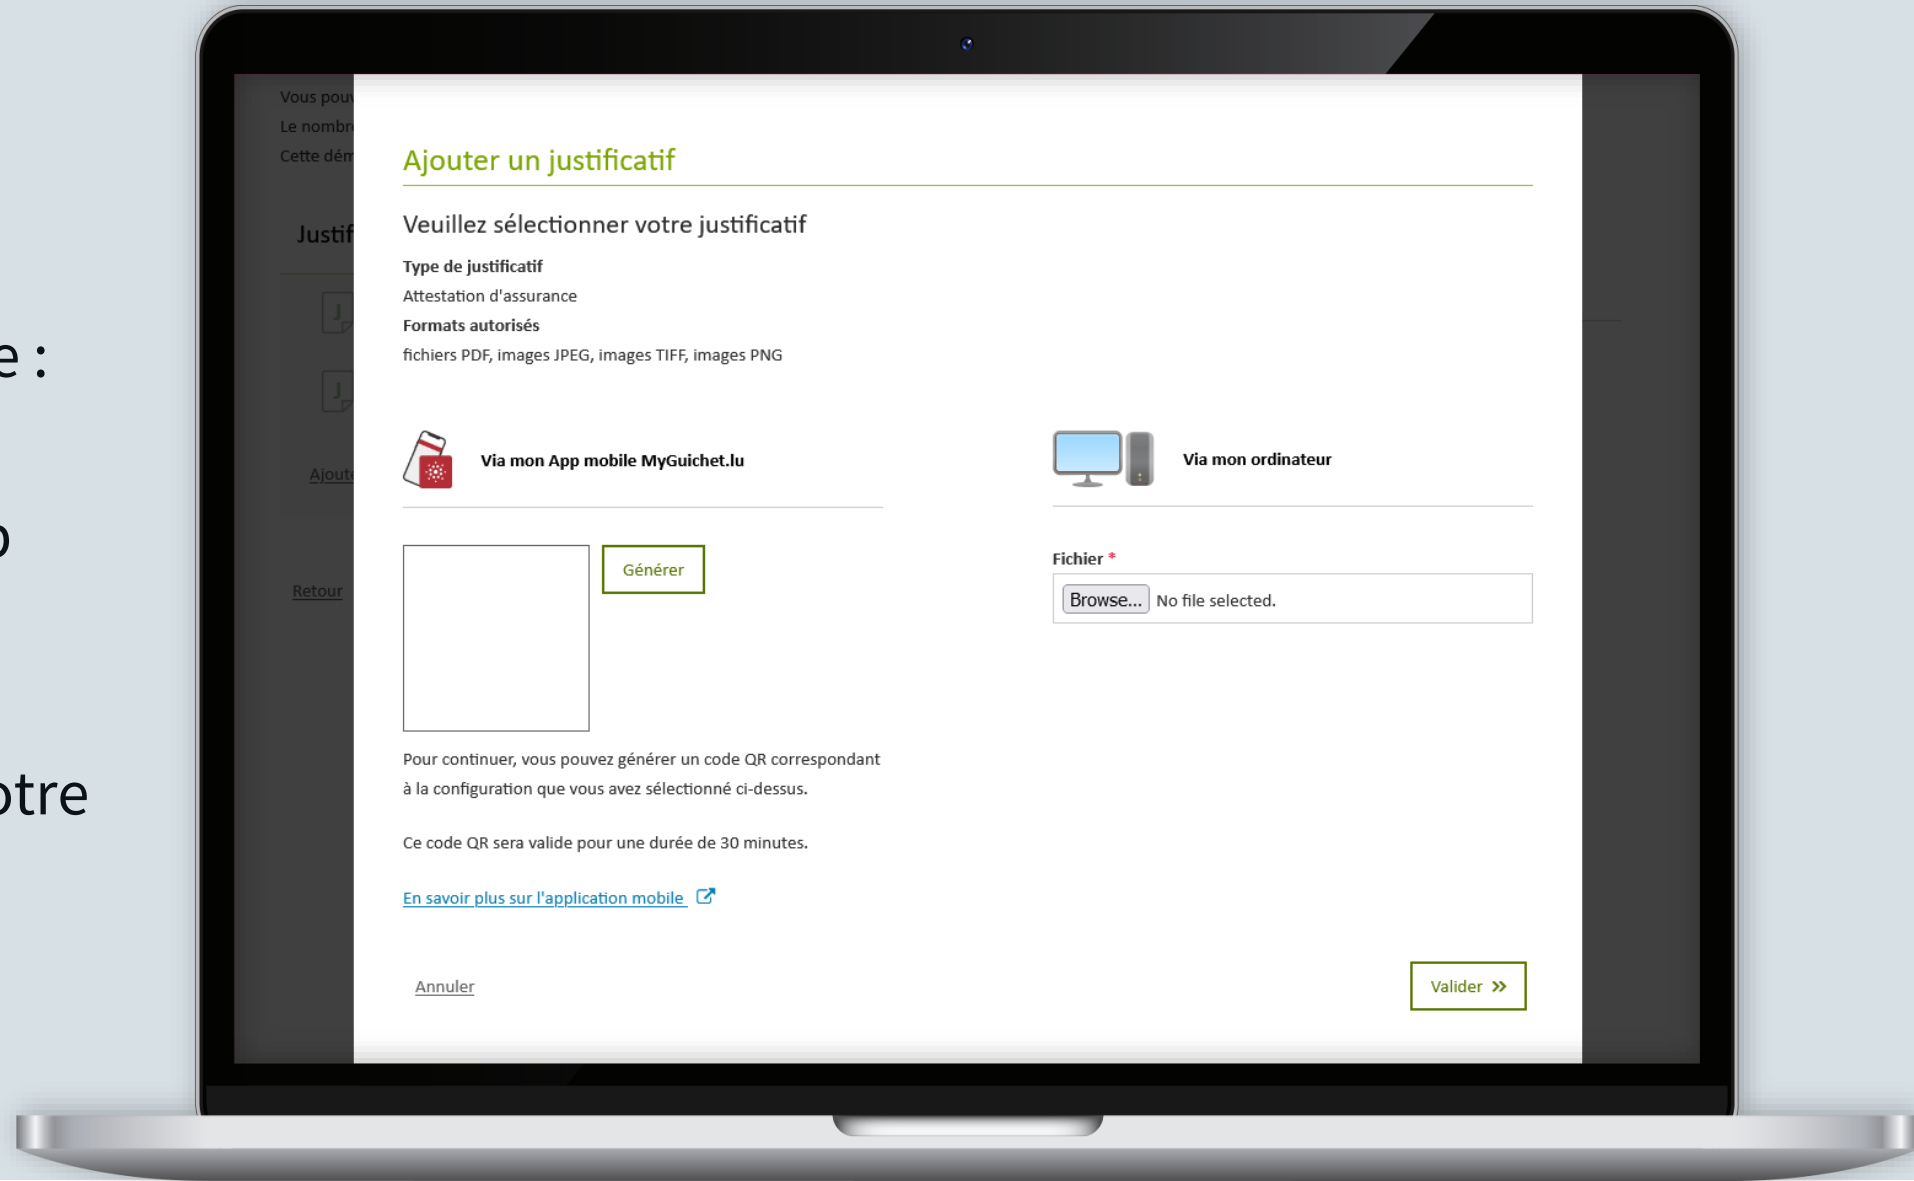 e :
otre
Vous pouv
Le nombre
Cette dém
Justif
Ajoute
Retour
Ajouter un justificatif
Veuillez sélectionner votre justificatif
Type de justificatif
Attestation d'assurance
Formats autorisés
fichiers PDF, images JPEG, images TIFF, images PNG
Via mon App mobile MyGuichet.lu
Générer
Pour continuer, vous pouvez générer un code QR correspondant
à la configuration que vous avez sélectionné ci-dessus.
Ce code QR sera valide pour une durée de 30 minutes.
En savoir plus sur l'application mobile
Via mon ordinateur
Fichier *
Browse... No file selected.
Annuler
Valider »